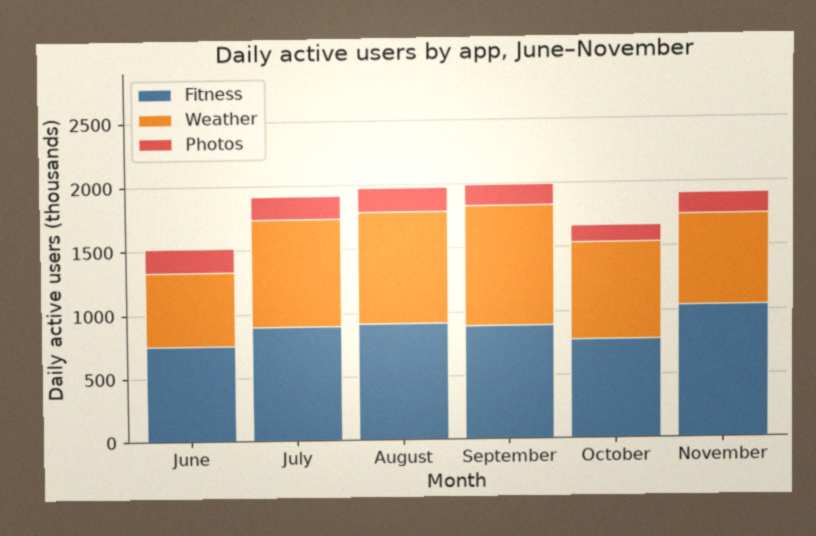 Daily active users by app, June–November
Fitness
Weather
Photos
Daily active users (thousands)
2500
2000
1500
1000
500
0
June
July
August
September
October
November
Month